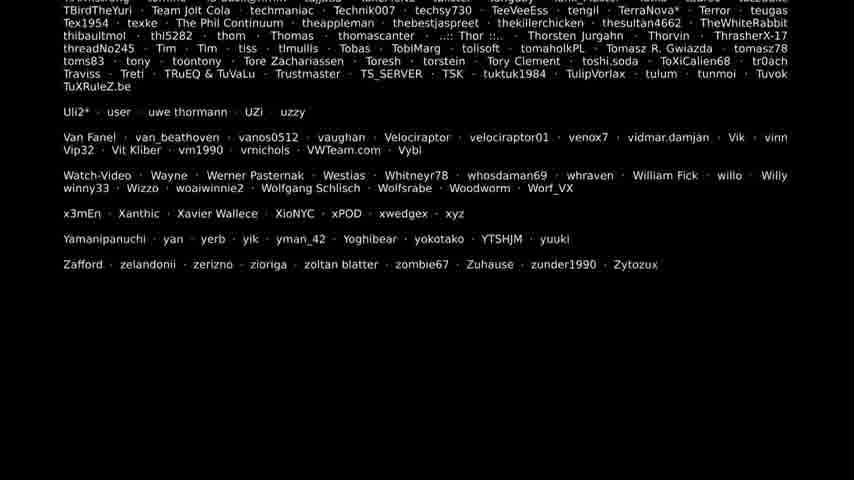 TBirdTheYuri · Team Jolt Cola · techmaniac · Technik007 · techsy730 · TeeVeeEss · tengil · TerraNova* · Terror · teugas
Tex1954 · texke · The Phil Continuum · theappleman · thebestjaspreet · thekillerchicken · thesultan4662 · TheWhiteRabbit
thibaultmol · thi5282 · thom · Thomas · thomascanter · ..:: Thor ::.. · Thorsten Jurgahn · Thorvin · ThrasherX-17
threadNo245 · Tim · Tim · tiss · tlmullis · Tobas · TobiMarg · tolisoft · tomaholkPL · Tomasz R. Gwiazda · tomasz78
toms83 · tony · toontony · Tore Zachariassen · Toresh · torstein · Tory Clement · toshi.soda · ToXiCalien68 · tr0ach
Traviss · Treti · TRuEQ & TuVaLu · Trustmaster · TS_SERVER · TSK · tuktuk1984 · TulipVorlax · tulum · tunmoi · Tuvok
TuXRuleZ.be
Uli2* · user · uwe thormann · UZi · uzzy
Van Fanel · van_beathoven · vanos0512 · vaughan · Velociraptor · velociraptor01 · venox7 · vidmar.damjan · Vik · vinn
Vip32 · Vit Kliber · vm1990 · vrnichols · VWTeam.com · Vybi
Watch-Video · Wayne · Werner Pasternak · Westias · Whitneyr78 · whosdaman69 · whraven · William Fick · willo · Willy
winny33 · Wizzo · woaiwinnie2 · Wolfgang Schlisch · Wolfsrabe · Woodworm · Worf_VX
x3mEn · Xanthic · Xavier Wallece · XioNYC · xPOD · xwedgex · xyz
Yamanipanuchi · yan · yerb · yik · yman_42 · Yoghibear · yokotako · YTSHJM · yuuki
Zafford · zelandonii · zerizno · zioriga · zoltan blatter · zombie67 · Zuhause · zunder1990 · Zytozux